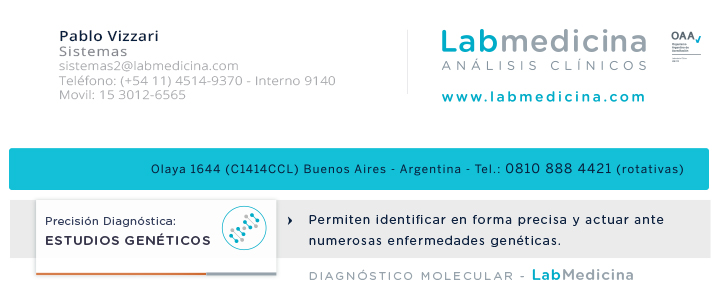 Pablo Vizzari
Sistemas
sistemas2@labmedicina.com
Teléfono: (+54 11) 4514-9370 - Interno 9140
Movil: 15 3012-6565
Labmedicina
ANÁLISIS CLÍNICOS
www.labmedicina.com
OAA
Olaya 1644 (C1414CCL) Buenos Aires - Argentina - Tel.: 0810 888 4421 (rotativas)
Precisión Diagnóstica:
ESTUDIOS GENÉTICOS
Permiten identificar en forma precisa y actuar ante
numerosas enfermedades genéticas.
DIAGNÓSTICO MOLECULAR - LabMedicina